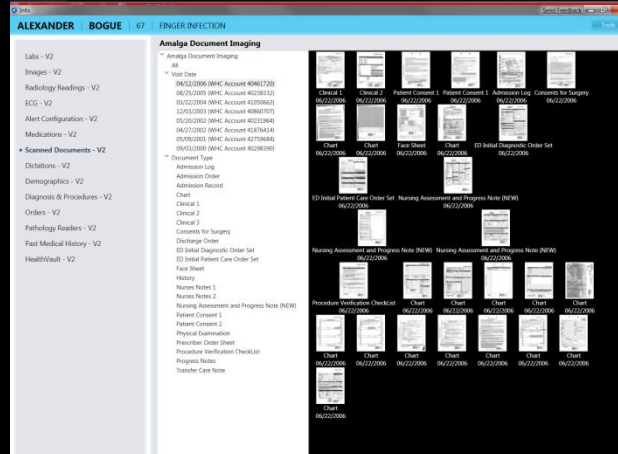 Info
Send Feedback
ALEXANDER BOGUE 67 FINGER INFECTION
Tools
Labs - V2
Images - V2
Radiology Readings - V2
ECG - V2
Alert Configuration - V2
Medications - V2
Scanned Documents - V2
Dictations - V2
Demographics - V2
Diagnosis & Procedures - V2
Orders - V2
Pathology Readers - V2
Past Medical History - V2
HealthVault - V2
Amalga Document Imaging
Amalga Document Imaging
All
Visit Date
04/12/2006 (WHC Account 40461720)
08/25/2005 (WHC Account 40238332)
03/22/2004 (WHC Account 41050663)
12/03/2003 (WHC Account 40860707)
05/20/2002 (WHC Account 40231964)
04/27/2002 (WHC Account 41876414)
05/09/2001 (WHC Account 42759684)
09/03/2000 (WHC Account 40298390)
Document Type
Admission Log
Admission Order
Admission Record
Chart
Clinical 1
Clinical 2
Clinical 3
Consents for Surgery
Discharge Order
ED Initial Diagnostic Order Set
ED Initial Patient Care Order Set
Face Sheet
History
Nurses Notes 1
Nurses Notes 2
Nursing Assessment and Progress Note (NEW)
Patient Consent 1
Patient Consent 2
Physical Examination
Prescriber Order Sheet
Procedure Verification CheckList
Progress Notes
Transfer Care Note
Clinical 1 Clinical 2 Patient Consent 1 Patient Consent 1 Admission Log Consents for Surgery
06/22/2006 06/22/2006 06/22/2006 06/22/2006 06/22/2006 06/22/2006
Chart Chart Face Sheet Chart ED Initial Diagnostic Order Set
06/22/2006 06/22/2006 06/22/2006 06/22/2006 06/22/2006
ED Initial Patient Care Order Set Nursing Assessment and Progress Note (NEW)
06/22/2006 06/22/2006
Nursing Assessment and Progress Note (NEW) Nursing Assessment and Progress Note (NEW)
06/22/2006 06/22/2006
Procedure Verification CheckList Chart Chart Chart Chart Chart
06/22/2006 06/22/2006 06/22/2006 06/22/2006 06/22/2006 06/22/2006
Chart Chart Chart Chart Chart Chart Chart
06/22/2006 06/22/2006 06/22/2006 06/22/2006 06/22/2006 06/22/2006 06/22/2006
Chart
06/22/2006